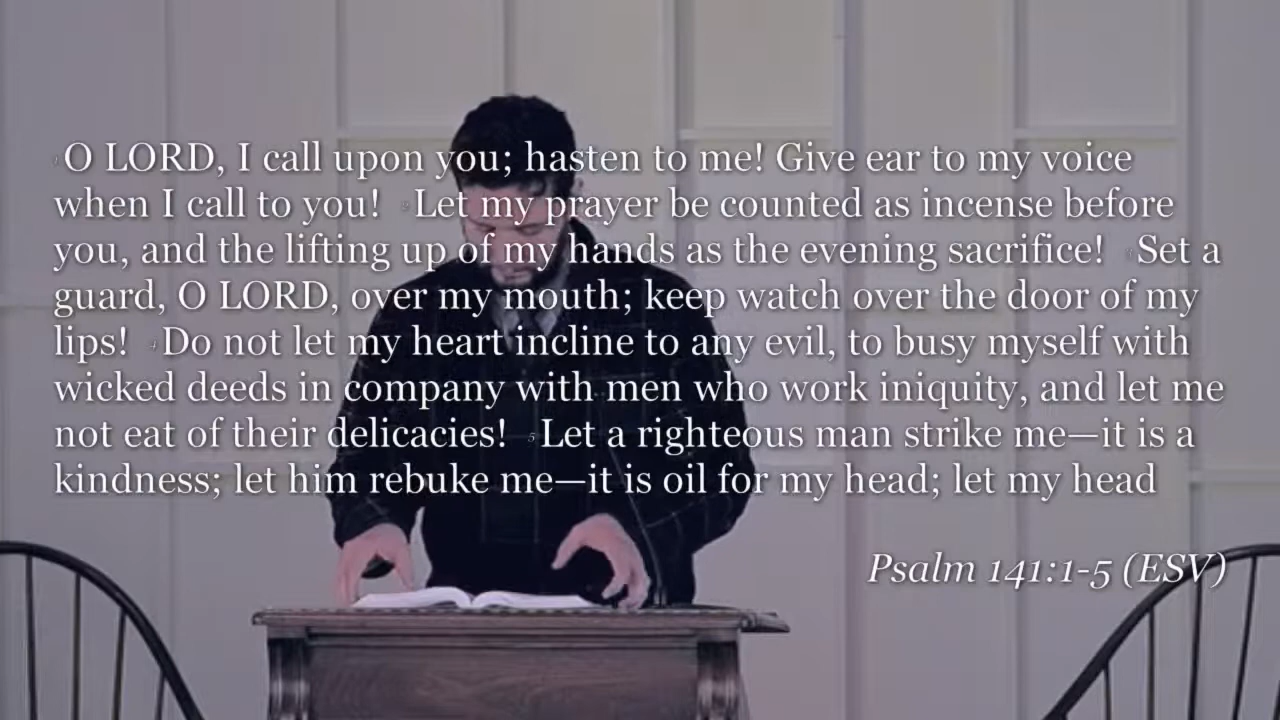 O LORD, I call upon you; hasten to me! Give ear to my voice
when I call to you! Let my prayer be counted as incense before
you, and the lifting up of my hands as the evening sacrifice! Set a
guard, O LORD, over my mouth; keep watch over the door of my
lips! 4 Do not let my heart incline to any evil, to busy myself with
wicked deeds in company with men who work iniquity, and let me
not eat of their delicacies! 5 Let a righteous man strike me—it is a
kindness; let him rebuke me—it is oil for my head; let my head
Psalm 141:1-5 (ESV)